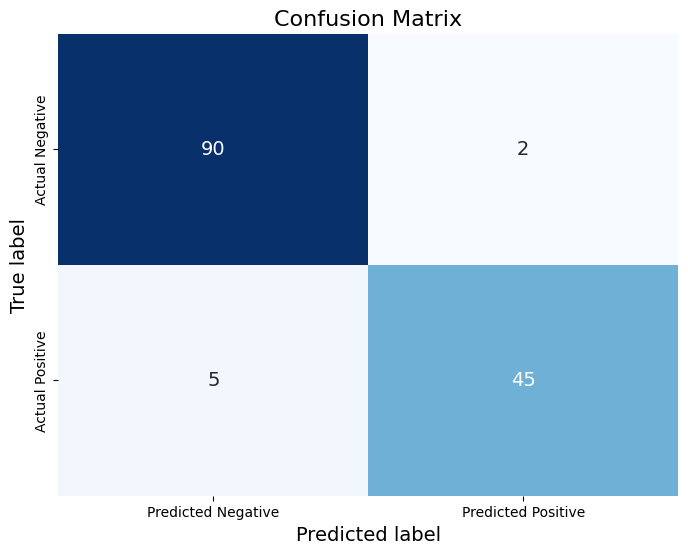 Confusion Matrix
True label
Actual Negative
90
2
Actual Positive
5
45
Predicted Negative
Predicted Positive
Predicted label